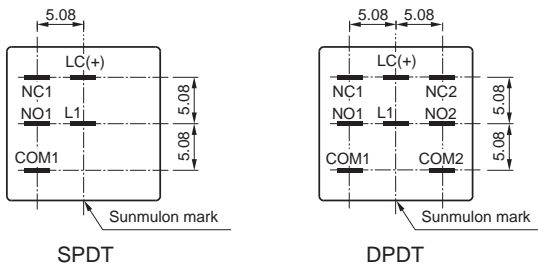 5.08
LC(+)
NC1
NO1
L1
COM1
5.08
5.08
Sunmulon mark
SPDT
5.08
5.08
LC(+)
NC1
NC2
NO1
L1
NO2
COM1
COM2
5.08
5.08
Sunmulon mark
DPDT